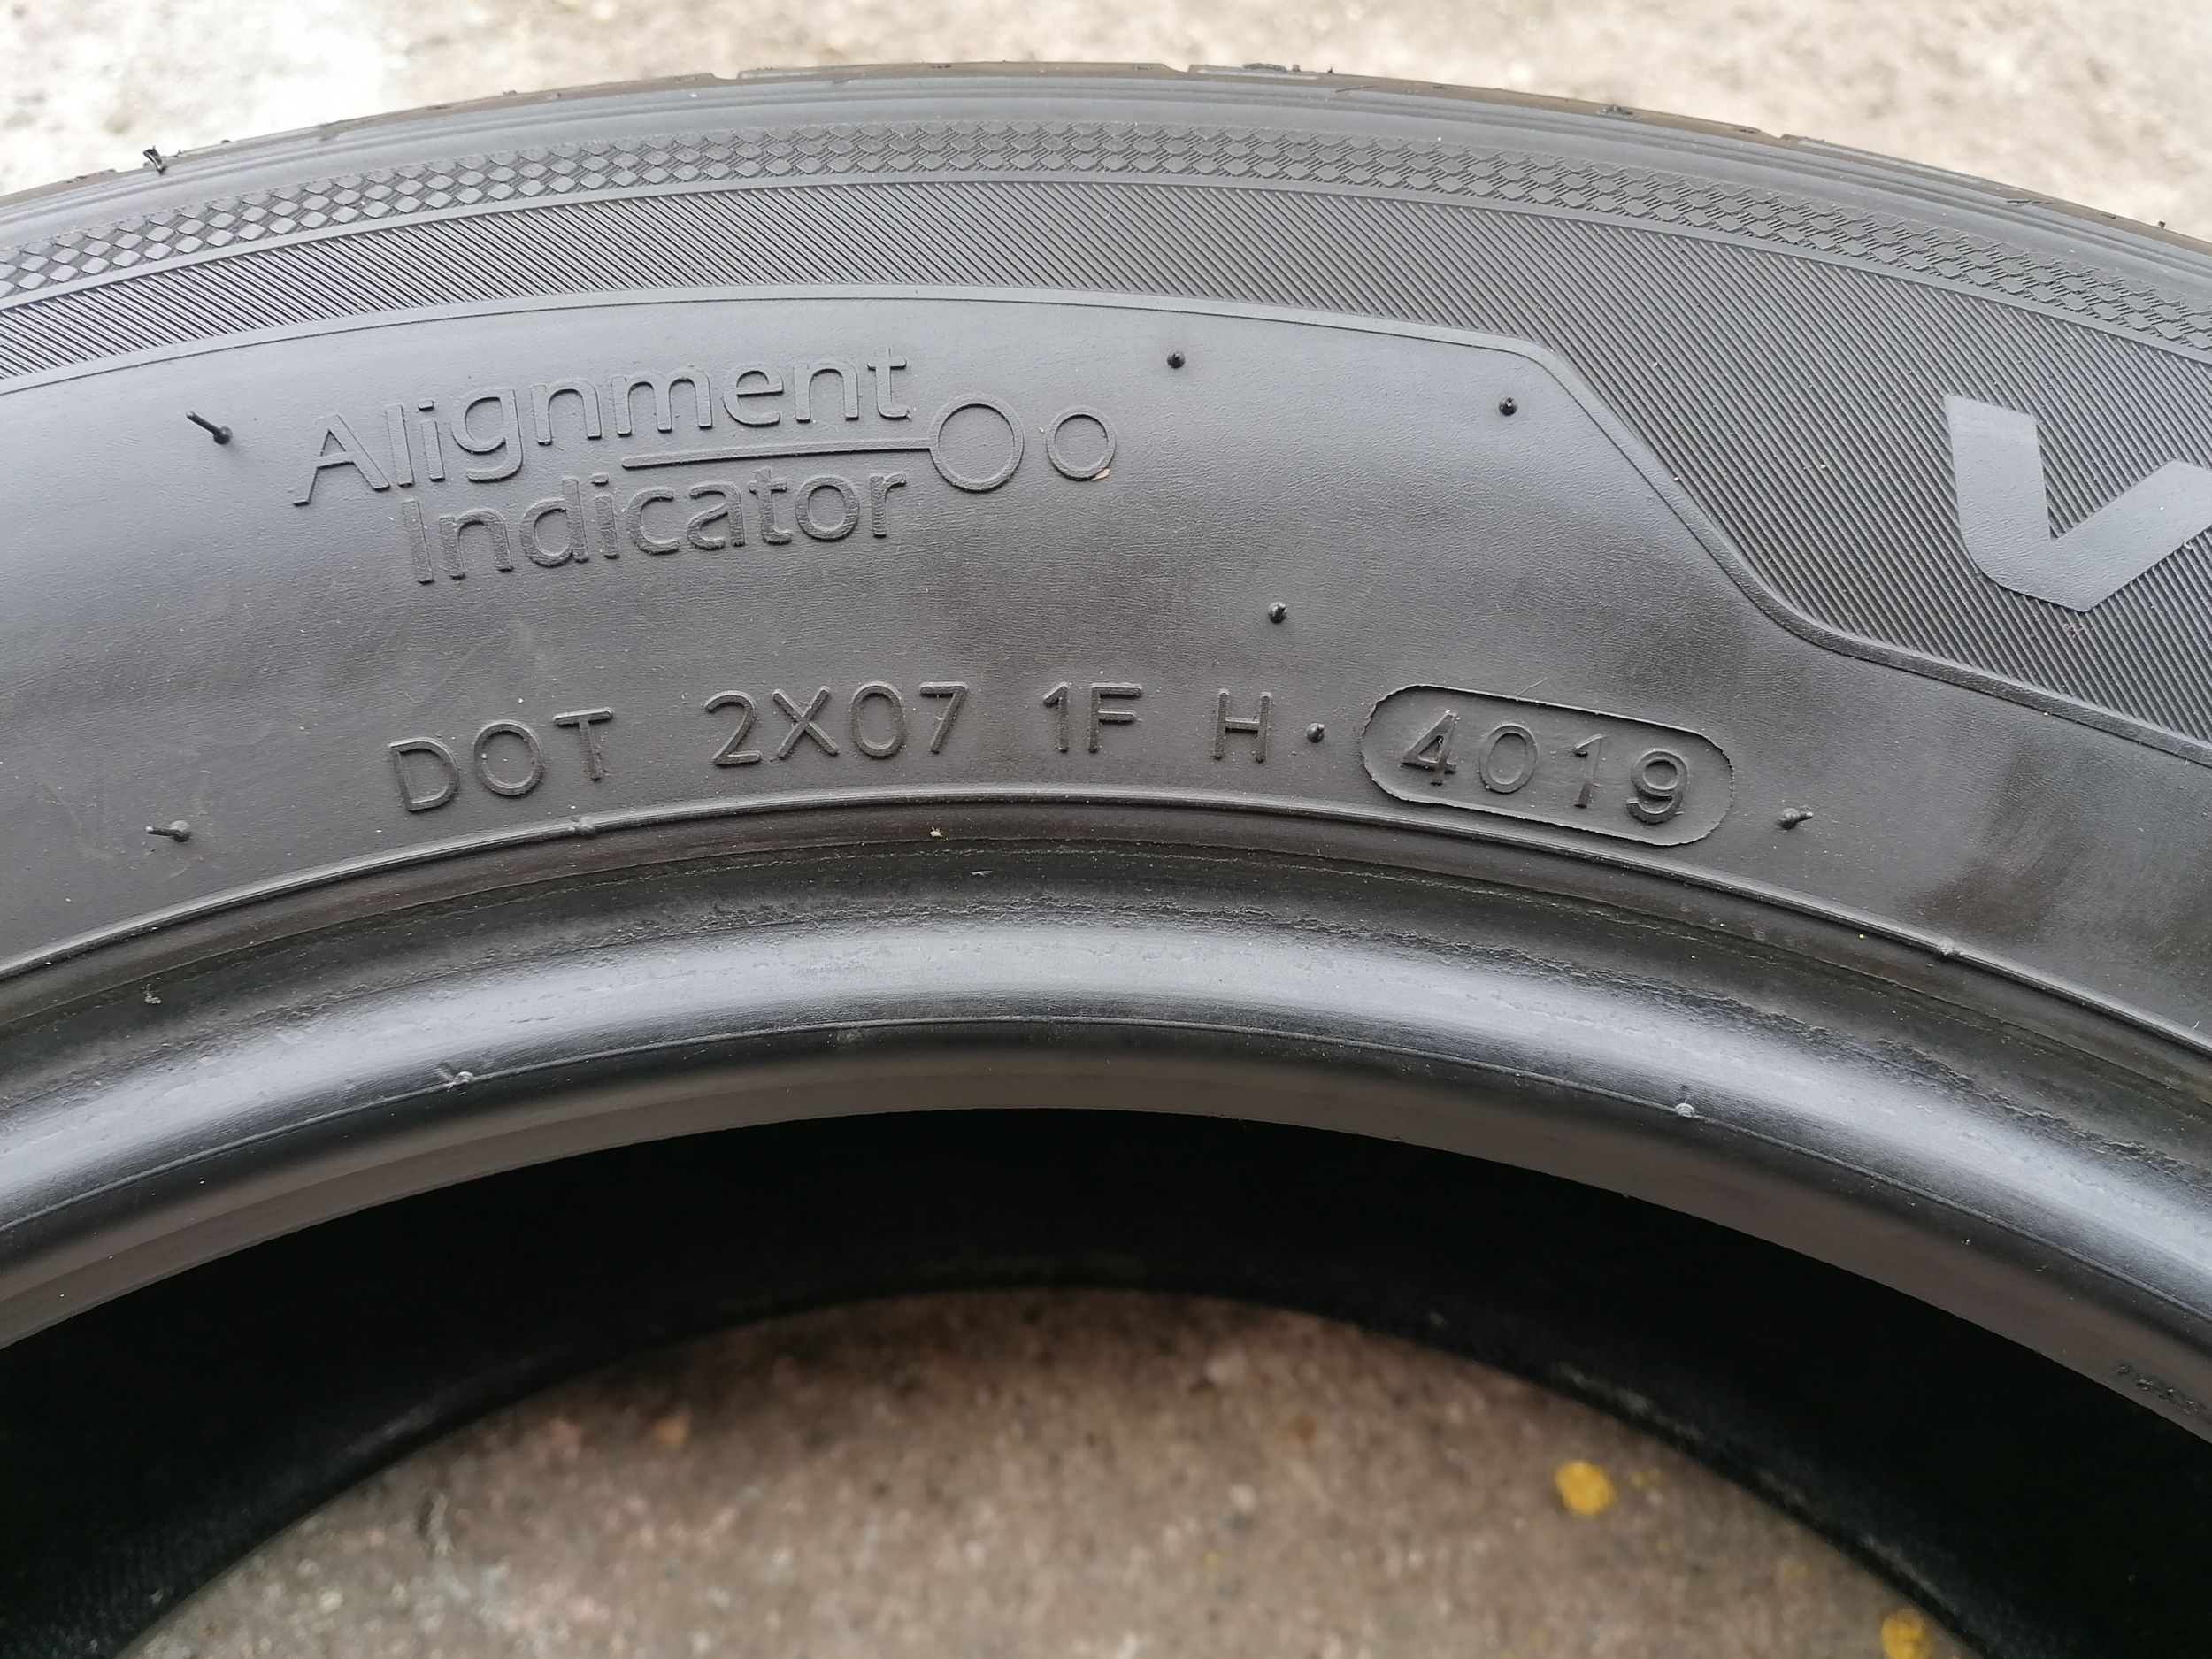 Alignment
Indicator
DOT 2X07 1F H 4019
V